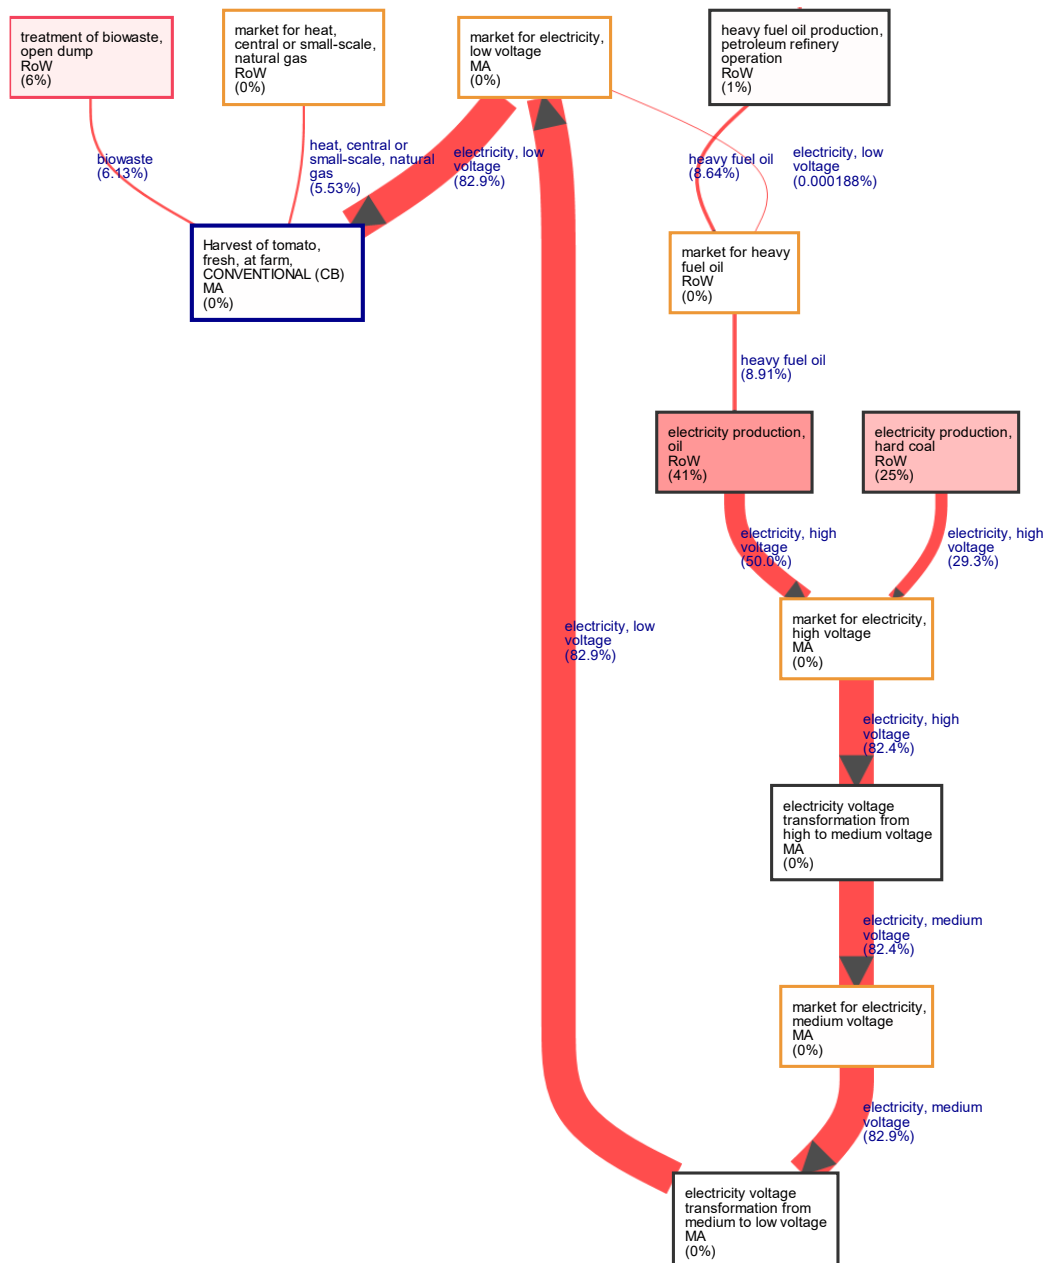 treatment of biowaste,
open dump
RoW
(6%)
market for heat,
central or small-scale,
natural gas
RoW
(0%)
market for electricity,
low voltage
MA
(0%)
heavy fuel oil production,
petroleum refinery
operation
RoW
(1%)
biowaste
(6.13%)
heat, central or
small-scale, natural
gas
(5.53%)
electricity, low
voltage
(82.9%)
heavy fuel oil
(8.64%)
electricity, low
voltage
(0.000188%)
Harvest of tomato,
fresh, at farm,
CONVENTIONAL (CB)
MA
(0%)
market for heavy
fuel oil
RoW
(0%)
heavy fuel oil
(8.91%)
electricity production,
oil
RoW
(41%)
electricity production,
hard coal
RoW
(25%)
electricity, high
voltage
(50.0%)
electricity, high
voltage
(29.3%)
electricity, low
voltage
(82.9%)
market for electricity,
high voltage
MA
(0%)
electricity, high
voltage
(82.4%)
electricity voltage
transformation from
high to medium voltage
MA
(0%)
electricity, medium
voltage
(82.4%)
market for electricity,
medium voltage
MA
(0%)
electricity, medium
voltage
(82.9%)
electricity voltage
transformation from
medium to low voltage
MA
(0%)